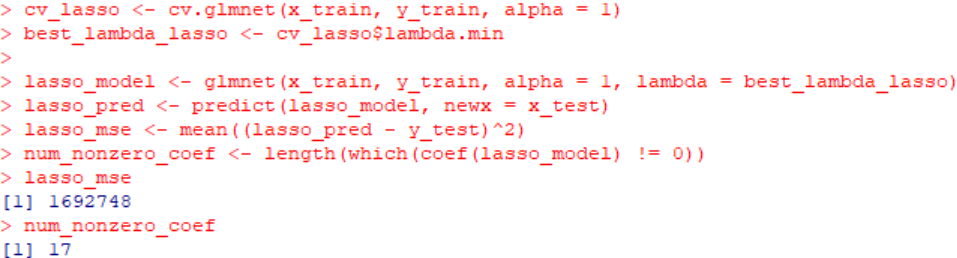 > cv_lasso <- cv.glmnet(x_train, y_train, alpha = 1)
> best_lambda_lasso <- cv_lasso$lambda.min
>
> lasso_model <- glmnet(x_train, y_train, alpha = 1, lambda = best_lambda_lasso)
> lasso_pred <- predict(lasso_model, newx = x_test)
> lasso_mse <- mean((lasso_pred - y_test)^2)
> num_nonzero_coef <- length(which(coef(lasso_model) != 0))
> lasso_mse
[1] 1692748
> num_nonzero_coef
[1] 17